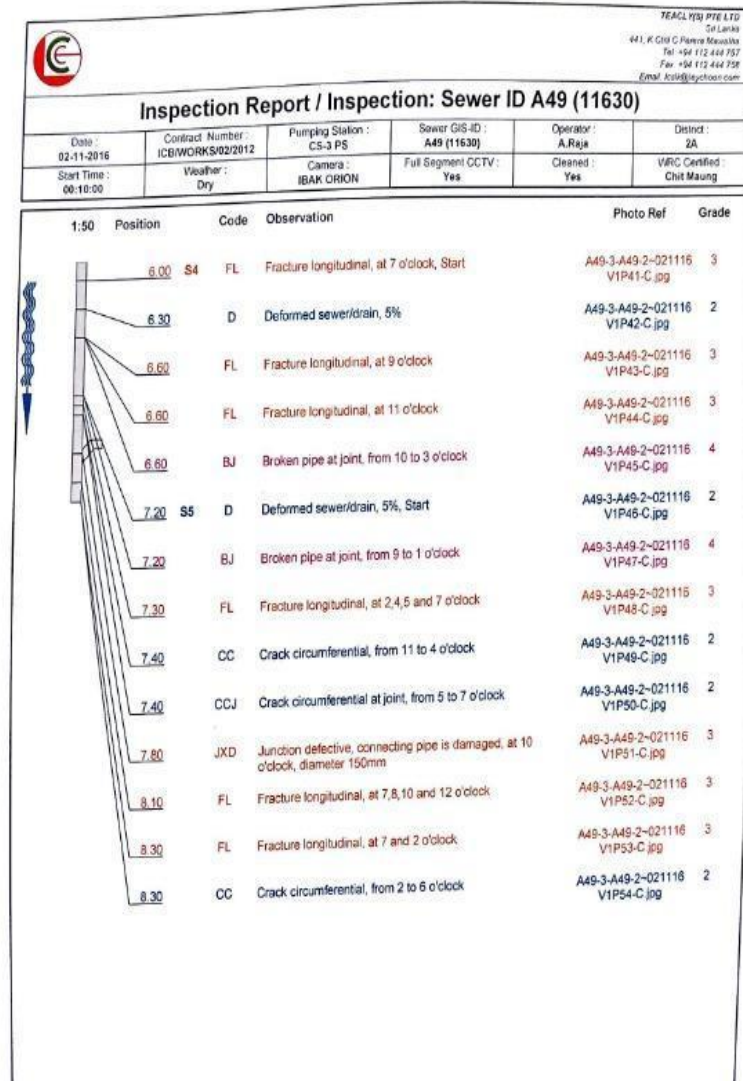 TEACLY(S) PTE LTD
Sri Lanka
Tel +94 112 444 757
Fax +94 112 444 758
Inspection Report / Inspection: Sewer ID A49 (11630)
Date : Contract Number : Pumping Station : Sewer GIS-ID : Operator : District :
02-11-2016 ICB/WORKS/02/2012 CS-3 PS A49 (11630) A.Raja 2A
Start Time : Weather : Camera : Full Segment CCTV : Cleaned : WRC Certified :
00:10:00 Dry IBAK ORION Yes Yes Chit Maung
1:50 Position Code Observation Photo Ref Grade
6.00 S4 FL Fracture longitudinal, at 7 o'clock, Start A49-3-A49-2~021116 3
V1P41-C.jpg
6.30 D Deformed sewer/drain, 5% A49-3-A49-2~021116 2
V1P42-C.jpg
6.60 FL Fracture longitudinal, at 9 o'clock A49-3-A49-2~021116 3
V1P43-C.jpg
6.60 FL Fracture longitudinal, at 11 o'clock A49-3-A49-2~021116 3
V1P44-C.jpg
6.60 BJ Broken pipe at joint, from 10 to 3 o'clock A49-3-A49-2~021116 4
V1P45-C.jpg
7.20 S5 D Deformed sewer/drain, 5%, Start A49-3-A49-2~021116 2
V1P46-C.jpg
7.20 BJ Broken pipe at joint, from 9 to 1 o'clock A49-3-A49-2~021116 4
V1P47-C.jpg
7.30 FL Fracture longitudinal, at 2,4,5 and 7 o'clock A49-3-A49-2~021116 3
V1P48-C.jpg
7.40 CC Crack circumferential, from 11 to 4 o'clock A49-3-A49-2~021116 2
V1P49-C.jpg
7.40 CCJ Crack circumferential at joint, from 5 to 7 o'clock A49-3-A49-2~021116 2
V1P50-C.jpg
7.80 JXD Junction defective, connecting pipe is damaged, at 10 A49-3-A49-2~021116 3
o'clock, diameter 150mm V1P51-C.jpg
8.10 FL Fracture longitudinal, at 7,8,10 and 12 o'clock A49-3-A49-2~021116 3
V1P52-C.jpg
8.30 FL Fracture longitudinal, at 7 and 2 o'clock A49-3-A49-2~021116 3
V1P53-C.jpg
8.30 CC Crack circumferential, from 2 to 6 o'clock A49-3-A49-2~021116 2
V1P54-C.jpg